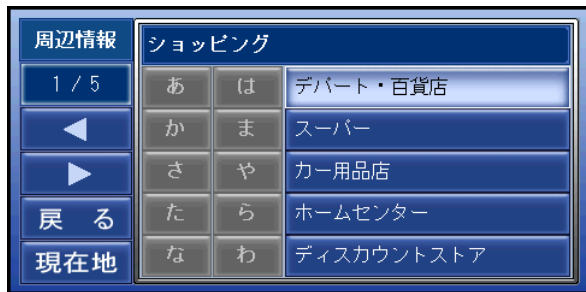 周辺情報
ショッピング
1 / 5
あ は デパート・百貨店
か ま スーパー
さ や カー用品店
た ら ホームセンター
な わ ディスカウントストア
戻 る
現在地